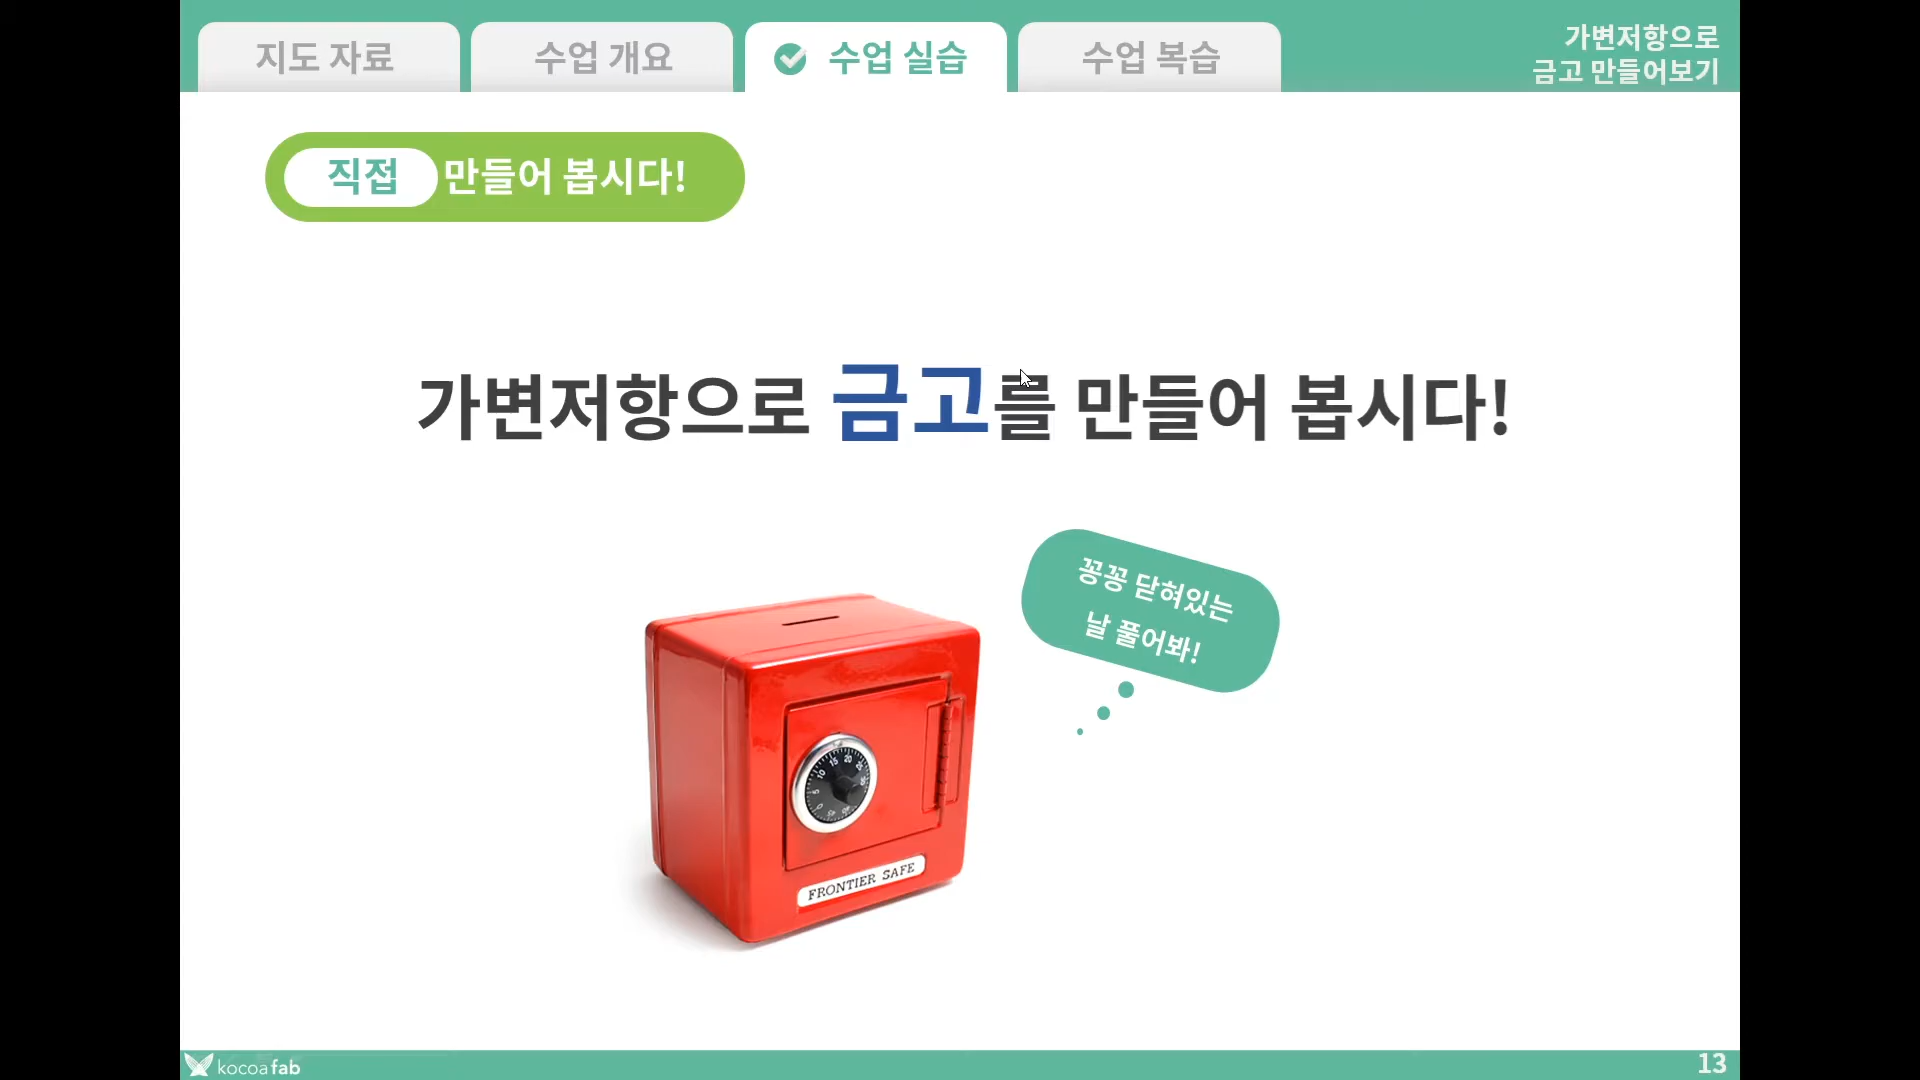 지도 자료
수업 개요
수업 실습
수업 복습
가변저항으로
금고 만들어보기
직접 만들어 봅시다!
가변저항으로 금고를 만들어 봅시다!
꽁꽁 닫혀있는
날 풀어봐!
FRONTIER SAFE
kocoafab
13